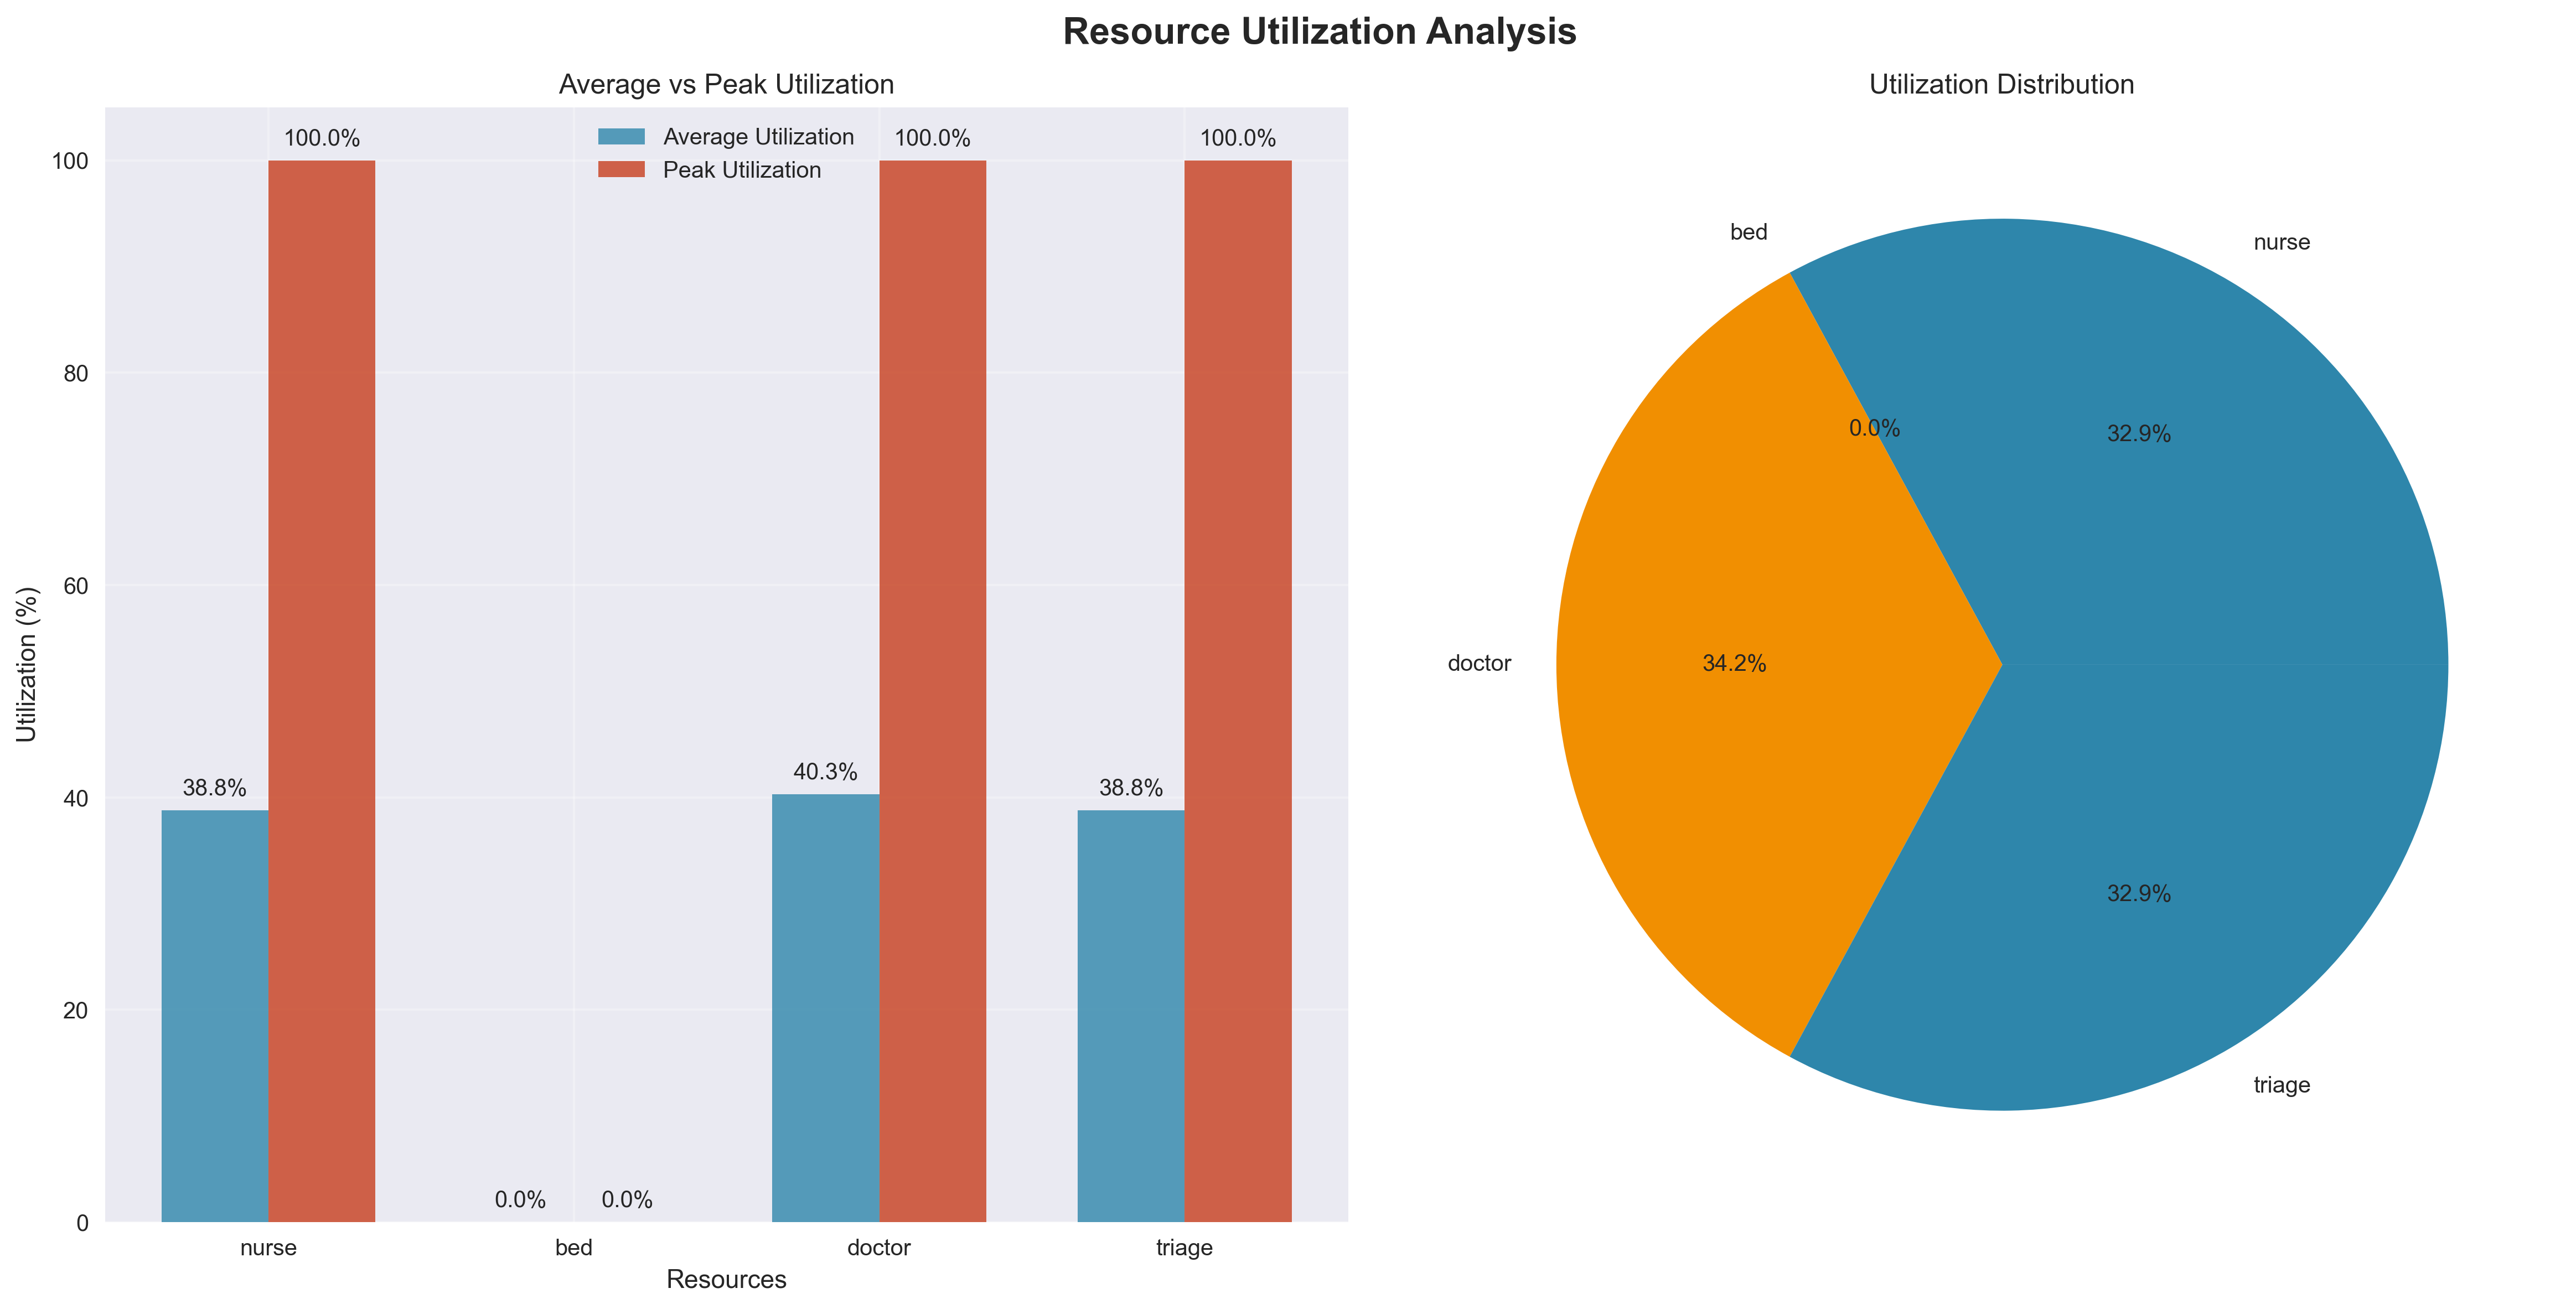 Resource Utilization Analysis
Average vs Peak Utilization
Average Utilization
Peak Utilization
100.0%
100.0%
100.0%
38.8%
0.0%
0.0%
40.3%
38.8%
100
80
60
40
20
0
Utilization (%)
nurse
bed
doctor
triage
Resources
Utilization Distribution
bed
nurse
0.0%
32.9%
doctor
34.2%
32.9%
triage